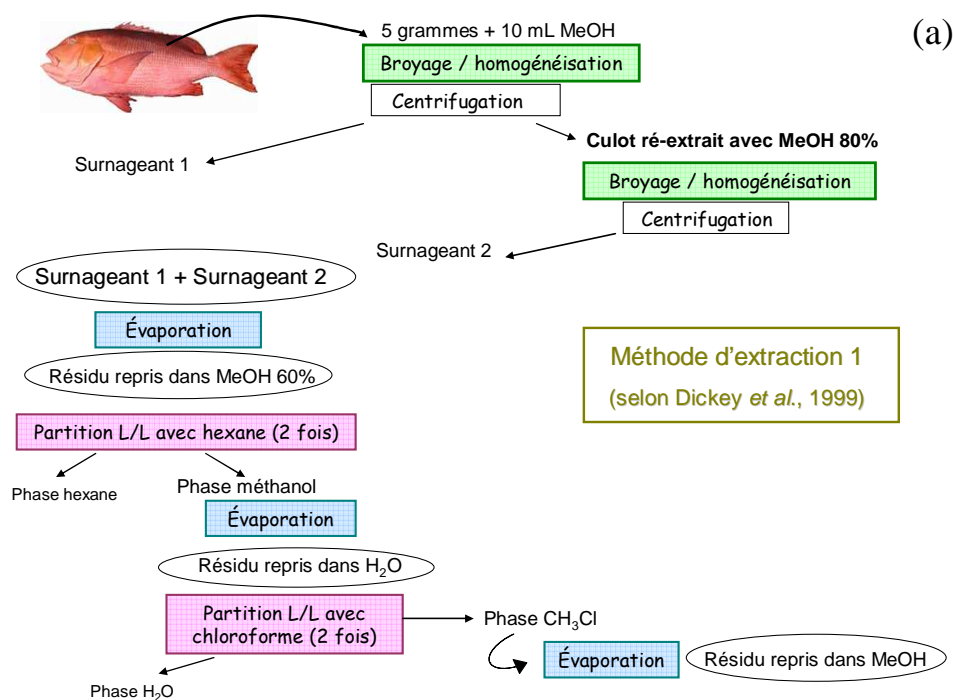 (a)
5 grammes + 10 mL MeOH
Broyage / homogénéisation
Centrifugation
Surnageant 1
Culot ré-extrait avec MeOH 80%
Broyage / homogénéisation
Centrifugation
Surnageant 2
Surnageant 1 + Surnageant 2
Évaporation
Résidu repris dans MeOH 60%
Méthode d'extraction 1
(selon Dickey et al., 1999)
Partition L/L avec hexane (2 fois)
Phase hexane
Phase méthanol
Évaporation
Résidu repris dans H₂O
Partition L/L avec
chloroforme (2 fois)
Phase CH₃Cl
Évaporation
Résidu repris dans MeOH
Phase H₂O